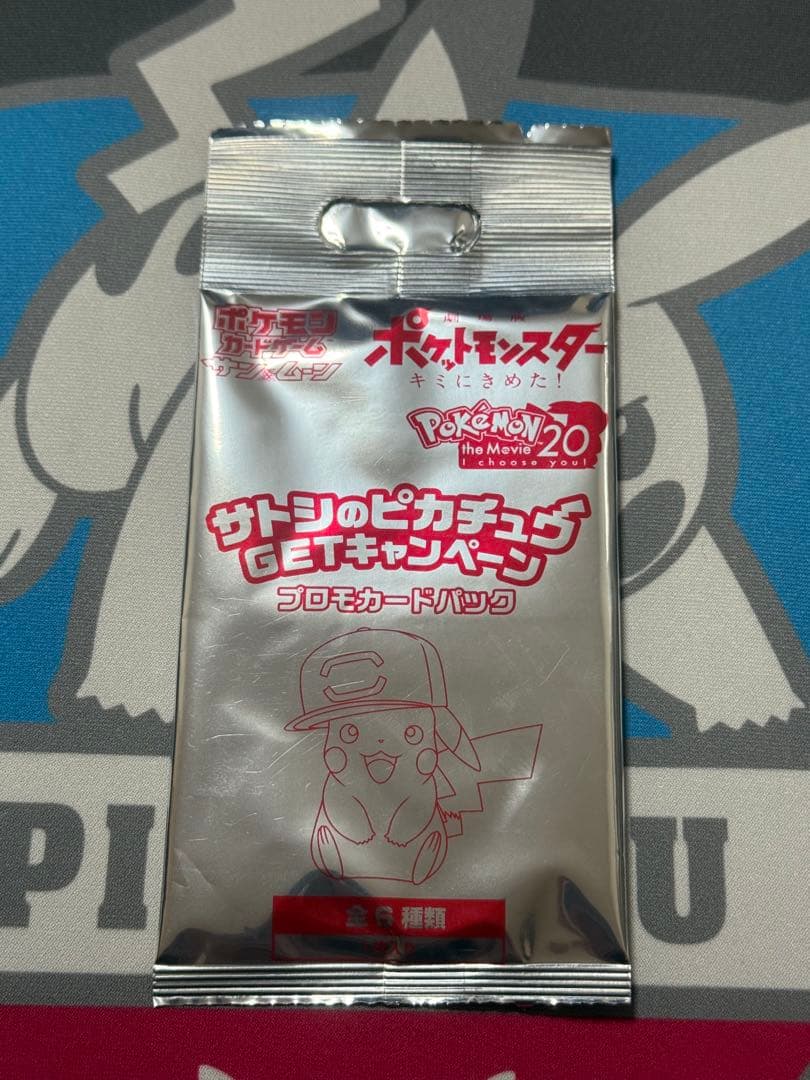 ポケモン
カードゲーム
サン&ムーン
劇場版
ポケットモンスター
キミにきめた!
POKéMON
the Movie 20
I choose you!
サトシのピカチュウ
GETキャンペーン
プロモカードパック
全6種類
PI
U